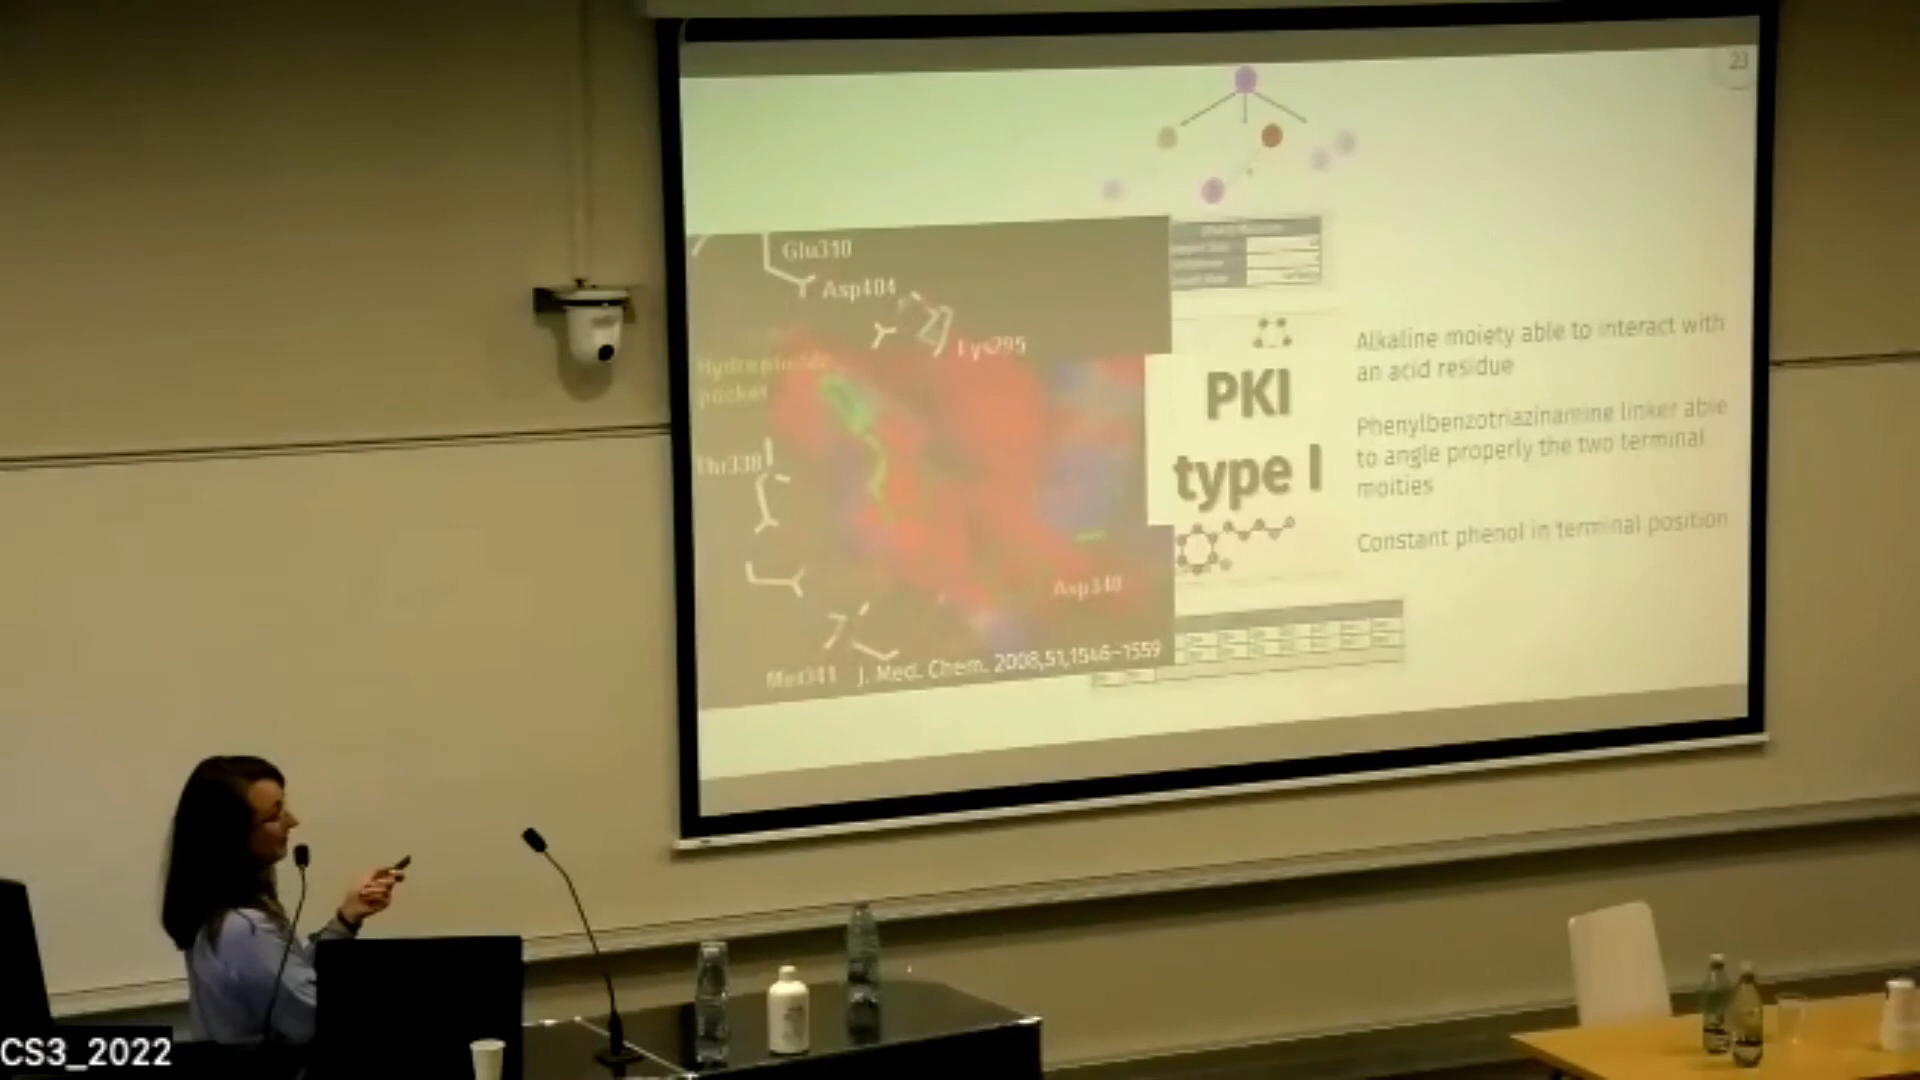 23
Glu310
Asp404
Lys295
Hydrophobic
pocket
Thr338
Asp348
Met341
J. Med. Chem. 2008,51,1546-1559
PKI
type I
Alkaline moiety able to interact with
an acid residue
Phenylbenzotriazinamine linker able
to angle properly the two terminal
moities
Constant phenol in terminal position
CS3_2022